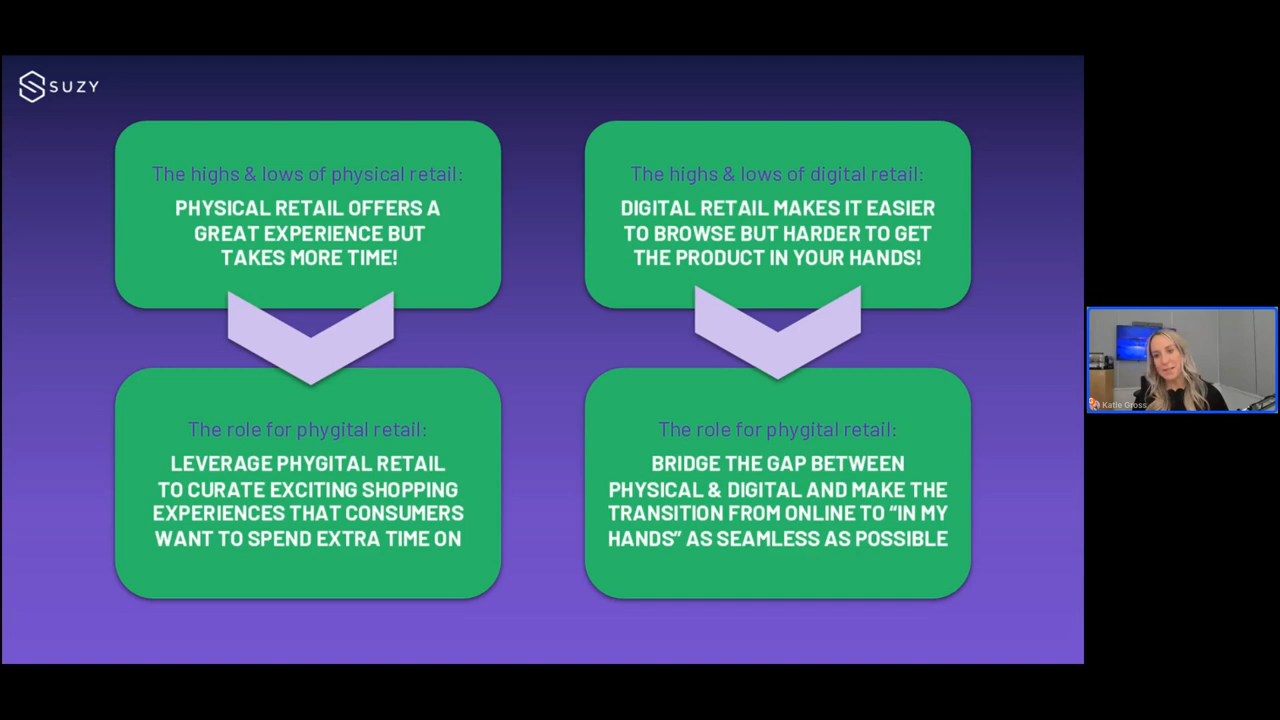 SUZY
The highs & lows of physical retail:
PHYSICAL RETAIL OFFERS A
GREAT EXPERIENCE BUT
TAKES MORE TIME!
The highs & lows of digital retail:
DIGITAL RETAIL MAKES IT EASIER
TO BROWSE BUT HARDER TO GET
THE PRODUCT IN YOUR HANDS!
The role for phygital retail:
LEVERAGE PHYGITAL RETAIL
TO CURATE EXCITING SHOPPING
EXPERIENCES THAT CONSUMERS
WANT TO SPEND EXTRA TIME ON
The role for phygital retail:
BRIDGE THE GAP BETWEEN
PHYSICAL & DIGITAL AND MAKE THE
TRANSITION FROM ONLINE TO “IN MY
HANDS” AS SEAMLESS AS POSSIBLE
Katie Gross